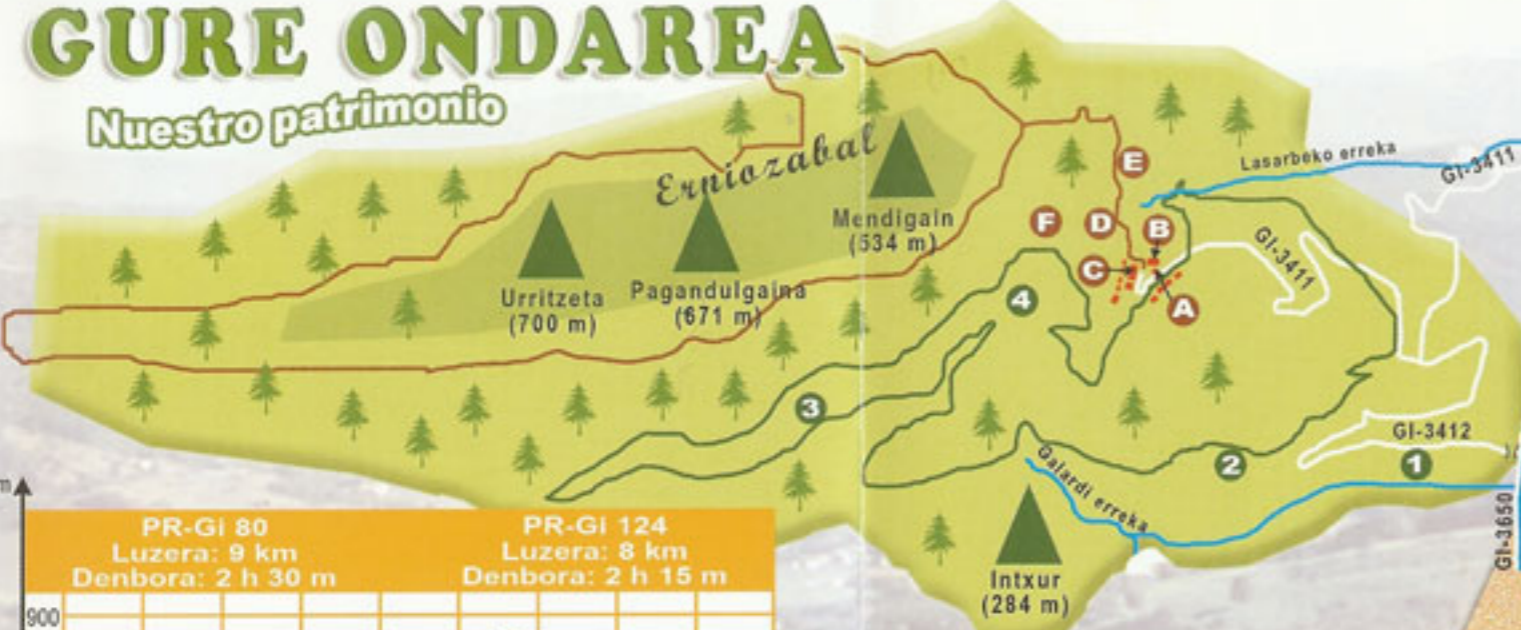 GURE ONDAREA
Nuestro patrimonio
Erniozabal
Mendigain
(534 m)
Urritzeta
(700 m)
Pagandulgaina
(671 m)
E
F
D
B
C
A
Lasarbeko erreka
GI-3411
GI-3411
4
3
2
1
GI-3412
GI-3650
Galardi erreka
Intxur
(284 m)
m
PR-Gi 80
Luzera: 9 km
Denbora: 2 h 30 m
PR-Gi 124
Luzera: 8 km
Denbora: 2 h 15 m
900